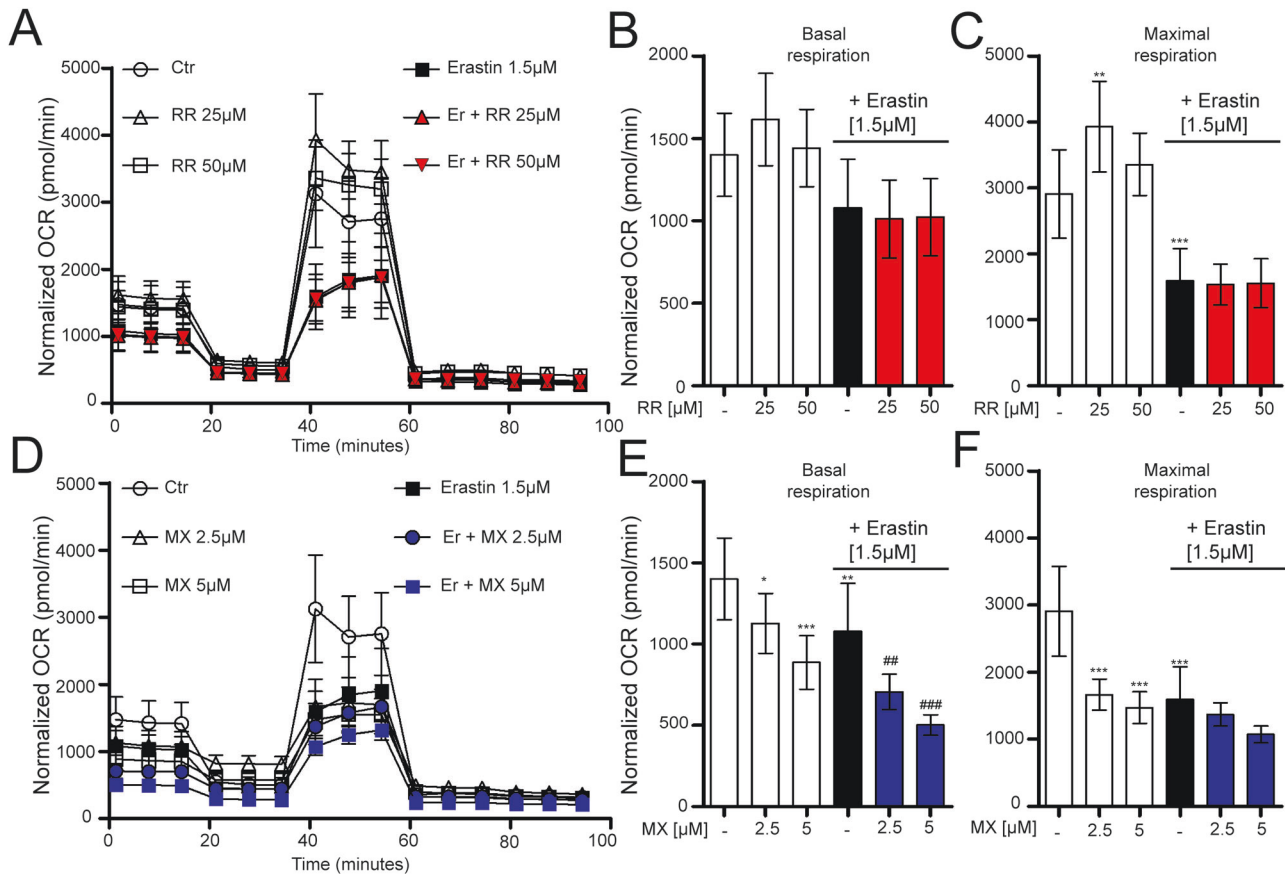 A
5000
4000
3000
2000
1000
0
Normalized OCR (pmol/min)
Ctr
RR 25µM
RR 50µM
Erastin 1.5µM
Er + RR 25µM
Er + RR 50µM
0 20 40 60 80 100
Time (minutes)
B
Basal
respiration
+ Erastin
[1.5µM]
2000
1500
1000
500
0
Normalized OCR (pmol/min)
RR [µM] - 25 50 - 25 50
C
Maximal
respiration
+ Erastin
[1.5µM]
5000
4000
3000
2000
1000
0
**
***
RR [µM] - 25 50 - 25 50
D
5000
4000
3000
2000
1000
0
Normalized OCR (pmol/min)
Ctr
MX 2.5µM
MX 5µM
Erastin 1.5µM
Er + MX 2.5µM
Er + MX 5µM
0 20 40 60 80 100
Time (minutes)
E
Basal
respiration
+ Erastin
[1.5µM]
2000
1500
1000
500
0
Normalized OCR (pmol/min)
*
***
**
##
###
MX [µM] - 2.5 5 - 2.5 5
F
Maximal
respiration
+ Erastin
[1.5µM]
5000
4000
3000
2000
1000
0
***
***
***
MX [µM] - 2.5 5 - 2.5 5